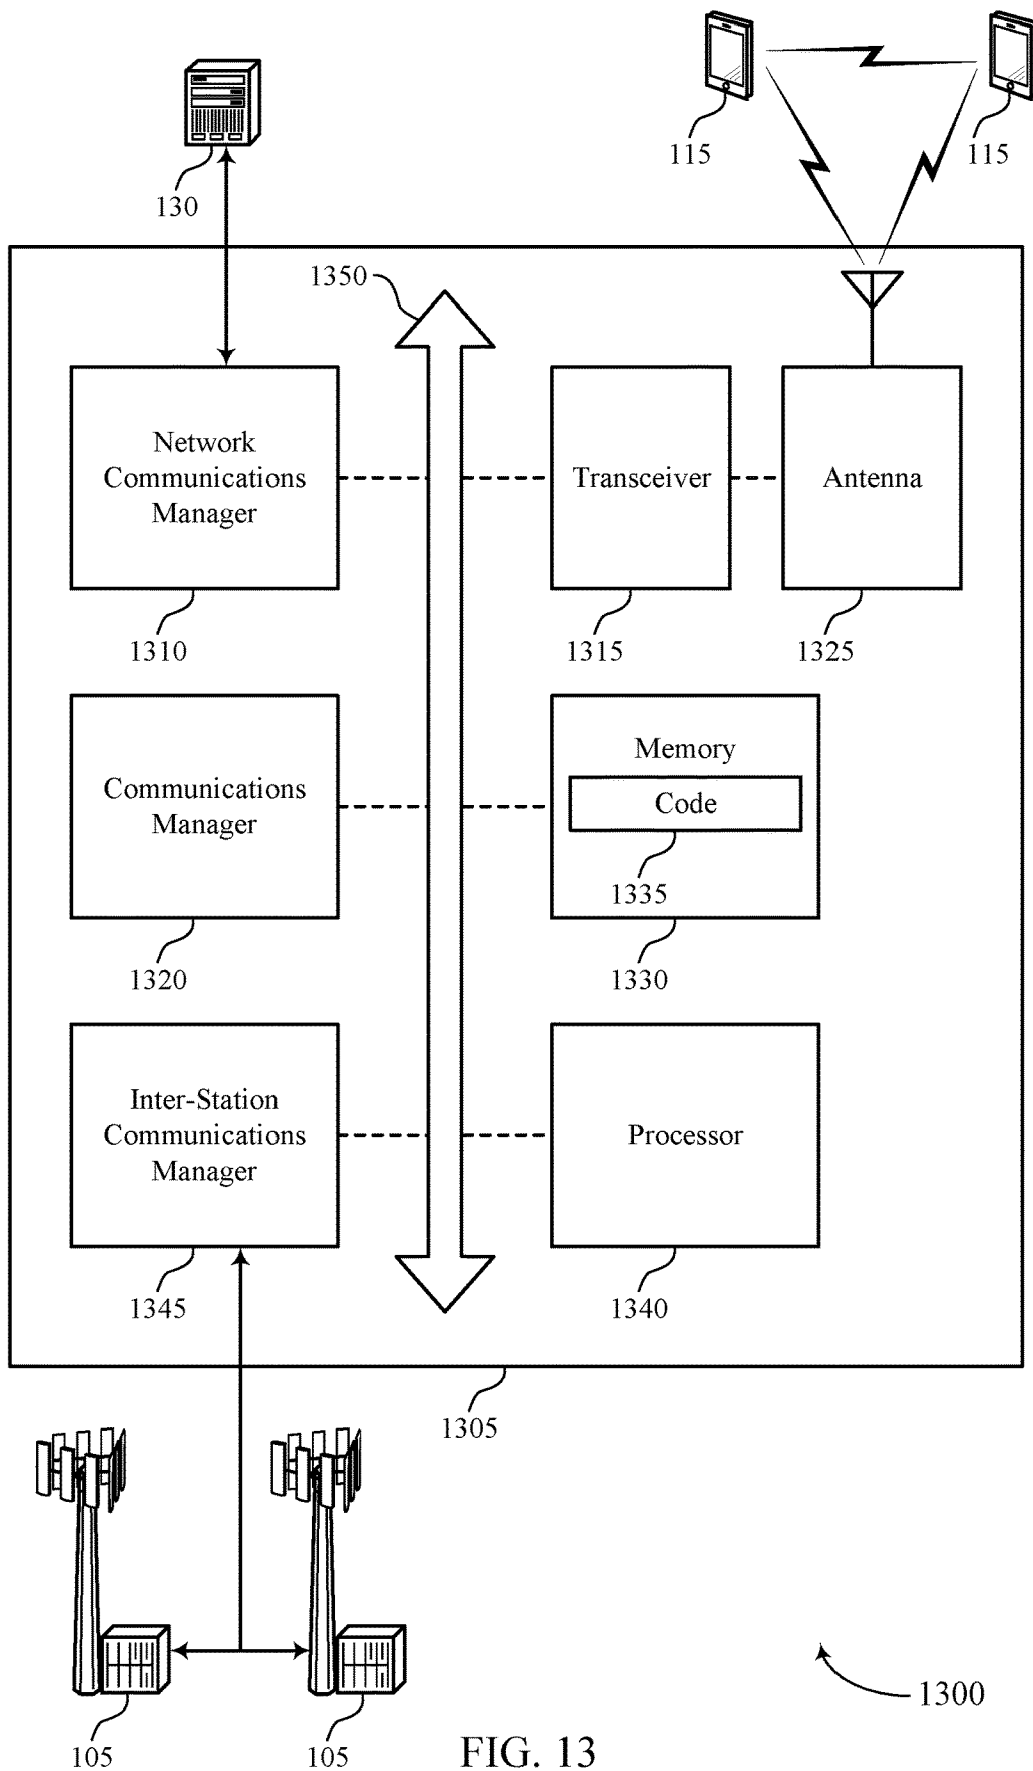 130
115
115
1350
Network
Communications
Manager
Transceiver
Antenna
1310
1315
1325
Communications
Manager
Memory
Code
1335
1320
1330
Inter-Station
Communications
Manager
Processor
1345
1340
1305
105
105
1300
FIG. 13